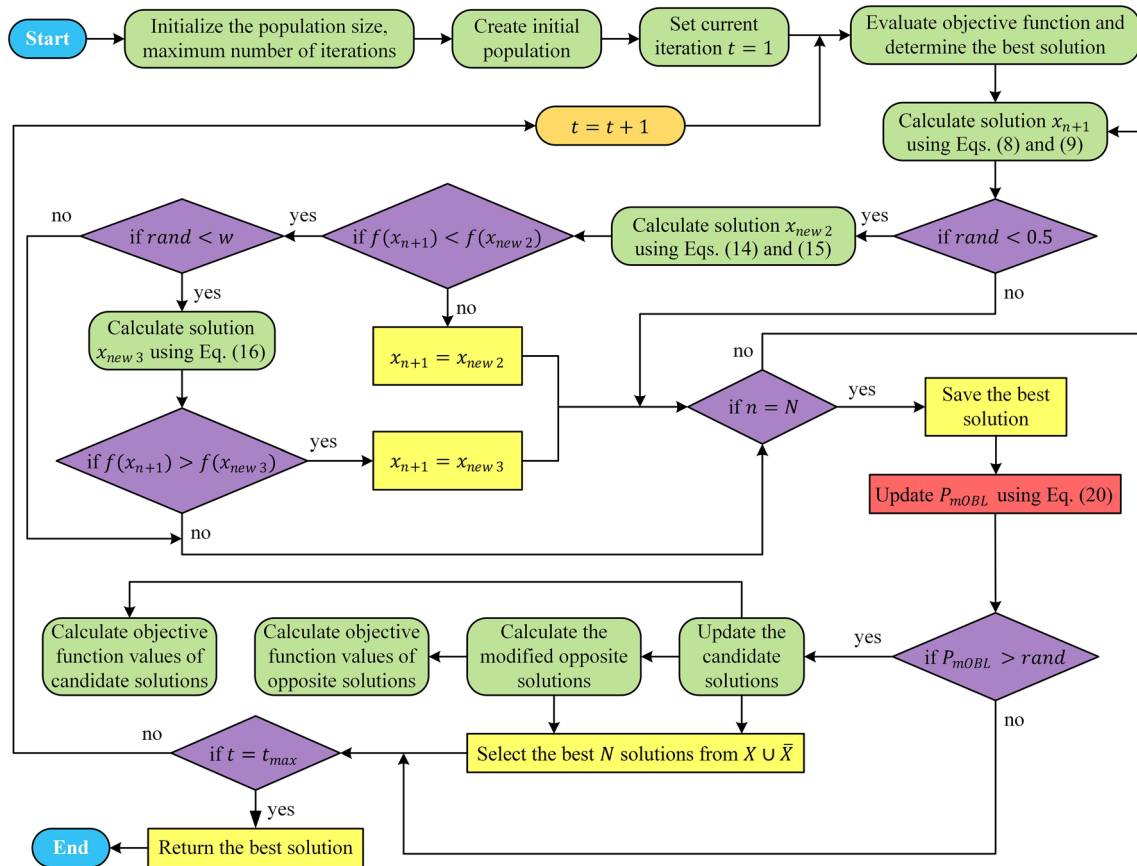 Start
Initialize the population size,
maximum number of iterations
Create initial
population
Set current
iteration t = 1
Evaluate objective function and
determine the best solution
t = t + 1
Calculate solution x_{n+1}
using Eqs. (8) and (9)
no
if rand < w
yes
if f(x_{n+1}) < f(x_{new 2})
Calculate solution x_{new 2}
using Eqs. (14) and (15)
yes
if rand < 0.5
yes
no
no
Calculate solution
x_{new 3} using Eq. (16)
x_{n+1} = x_{new 2}
no
if n = N
yes
Save the best
solution
if f(x_{n+1}) > f(x_{new 3})
yes
x_{n+1} = x_{new 3}
Update P_{mOBL} using Eq. (20)
no
Calculate objective
function values of
candidate solutions
Calculate objective
function values of
opposite solutions
Calculate the
modified opposite
solutions
Update the
candidate
solutions
yes
if P_{mOBL} > rand
no
no
if t = t_{max}
Select the best N solutions from X ∪ X̄
yes
End
Return the best solution